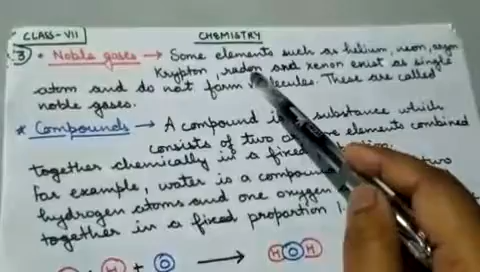 CLASS-VII CHEMISTRY
3 * Noble gases → Some elements such as helium, neon, argon
Krypton, radon and xenon exist as single
atom and do not form molecules. These are called
noble gases.
* Compounds → A compound is substance which
consists of two elements combined
together chemically in a fixed
For example, water is a compound two
hydrogen atoms and one oxygen
together in a fixed proportion
H + O → HOH